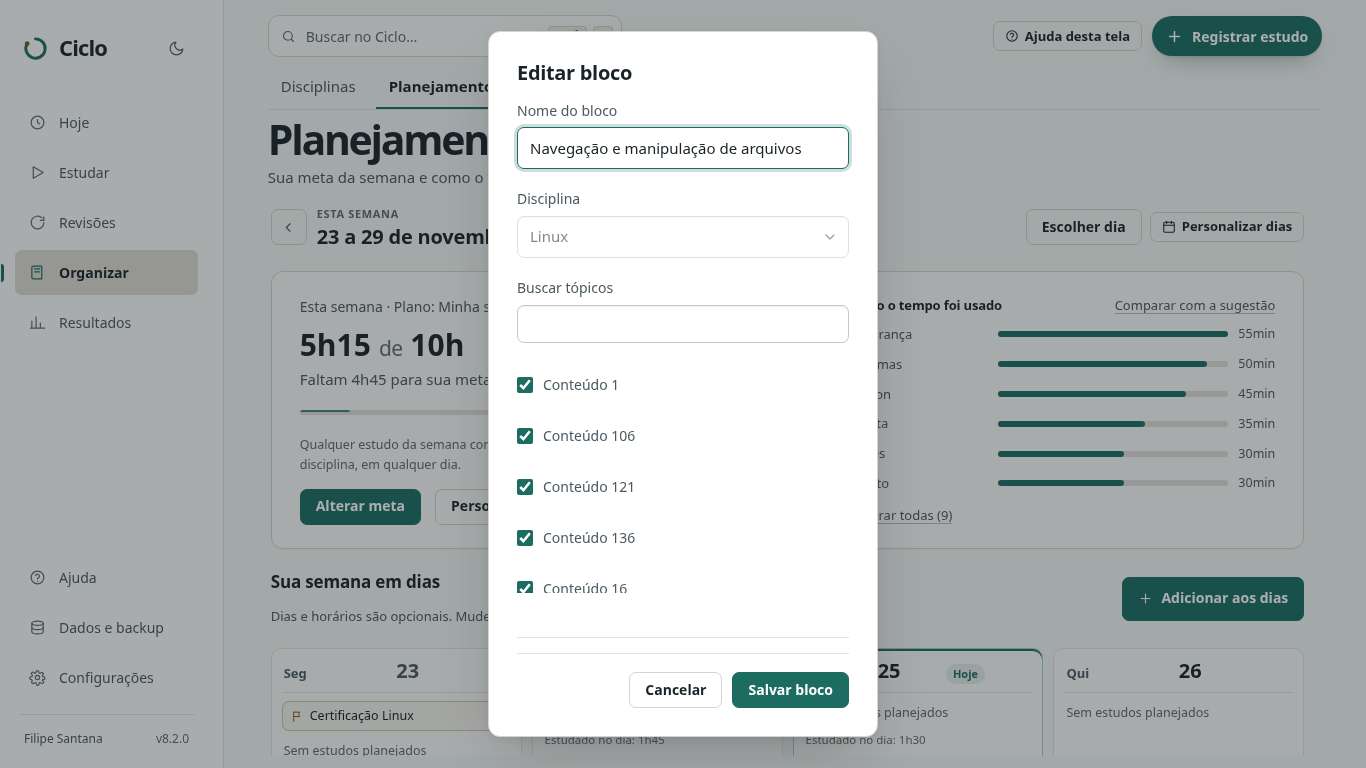 Ciclo
Hoje
Estudar
Revisões
Organizar
Resultados
Ajuda
Dados e backup
Configurações
Filipe Santana
v8.2.0
Buscar no Ciclo...
Ajuda desta tela
Registrar estudo
Disciplinas
Planejamento
Planejamen
Sua meta da semana e como o
ESTA SEMANA
23 a 29 de novem
Escolher dia
Personalizar dias
Esta semana · Plano: Minha s
5h15 de 10h
Faltam 4h45 para sua meta
Qualquer estudo da semana con
disciplina, em qualquer dia.
Alterar meta
Perso
o o tempo foi usado
Comparar com a sugestão
rança
55min
mas
50min
on
45min
ta
35min
s
30min
to
30min
rar todas (9)
Sua semana em dias
Dias e horários são opcionais. Mude
Adicionar aos dias
Seg
23
Certificação Linux
Sem estudos planejados
Estudado no dia: 1h45
25
Hoje
s planejados
Estudado no dia: 1h30
Qui
26
Sem estudos planejados
Editar bloco
Nome do bloco
Navegação e manipulação de arquivos
Disciplina
Linux
Buscar tópicos
Conteúdo 1
Conteúdo 106
Conteúdo 121
Conteúdo 136
Conteúdo 16
Cancelar
Salvar bloco